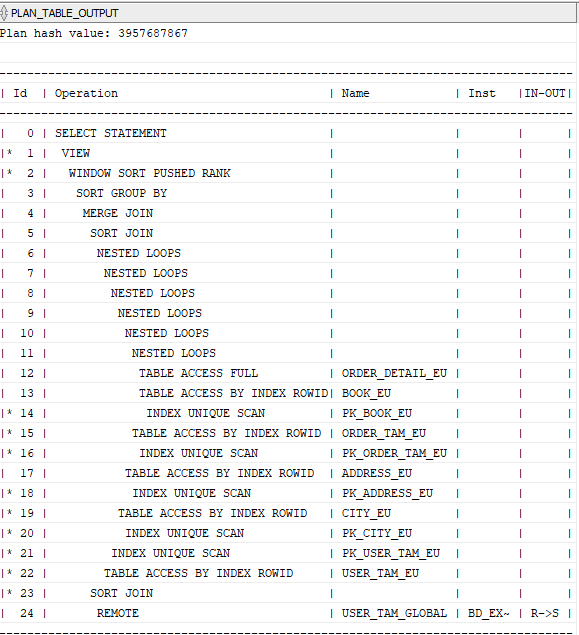 PLAN_TABLE_OUTPUT
Plan hash value: 3957687867
--------------------------------------------------------------------------------------
| Id  | Operation                               | Name            | Inst   |IN-OUT|
--------------------------------------------------------------------------------------
|   0 | SELECT STATEMENT                        |                 |        |      |
|*  1 |  VIEW                                   |                 |        |      |
|*  2 |   WINDOW SORT PUSHED RANK               |                 |        |      |
|   3 |    SORT GROUP BY                        |                 |        |      |
|   4 |     MERGE JOIN                          |                 |        |      |
|   5 |      SORT JOIN                          |                 |        |      |
|   6 |       NESTED LOOPS                      |                 |        |      |
|   7 |        NESTED LOOPS                     |                 |        |      |
|   8 |         NESTED LOOPS                    |                 |        |      |
|   9 |          NESTED LOOPS                   |                 |        |      |
|  10 |           NESTED LOOPS                  |                 |        |      |
|  11 |            NESTED LOOPS                 |                 |        |      |
|  12 |             TABLE ACCESS FULL           | ORDER_DETAIL_EU |        |      |
|  13 |             TABLE ACCESS BY INDEX ROWID| BOOK_EU         |        |      |
|* 14 |              INDEX UNIQUE SCAN          | PK_BOOK_EU      |        |      |
|* 15 |            TABLE ACCESS BY INDEX ROWID | ORDER_TAM_EU    |        |      |
|* 16 |             INDEX UNIQUE SCAN           | PK_ORDER_TAM_EU |        |      |
|  17 |           TABLE ACCESS BY INDEX ROWID  | ADDRESS_EU      |        |      |
|* 18 |            INDEX UNIQUE SCAN            | PK_ADDRESS_EU   |        |      |
|* 19 |          TABLE ACCESS BY INDEX ROWID   | CITY_EU         |        |      |
|* 20 |           INDEX UNIQUE SCAN             | PK_CITY_EU      |        |      |
|* 21 |         INDEX UNIQUE SCAN               | PK_USER_TAM_EU  |        |      |
|* 22 |        TABLE ACCESS BY INDEX ROWID     | USER_TAM_EU     |        |      |
|* 23 |      SORT JOIN                          |                 |        |      |
|  24 |       REMOTE                            | USER_TAM_GLOBAL | BD_EX~ | R->S |
--------------------------------------------------------------------------------------